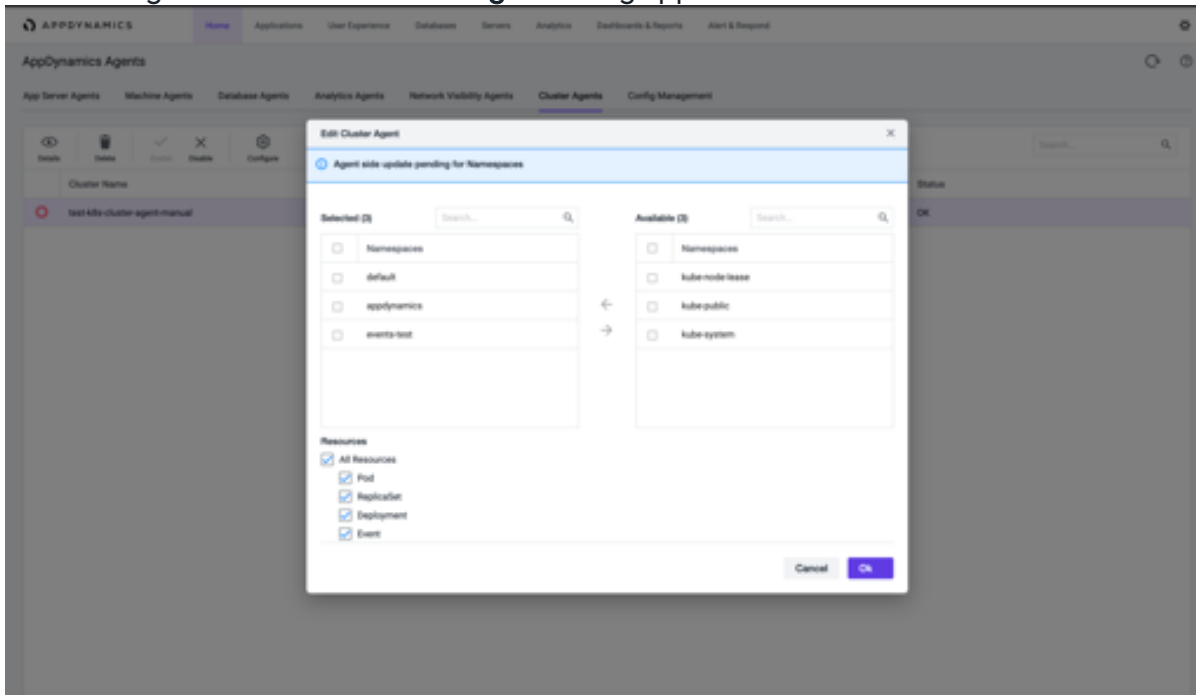 APPDYNAMICS Home Applications User Experience Databases Servers Analytics Dashboards & Reports Alert & Respond
AppDynamics Agents
App Server Agents Machine Agents Database Agents Analytics Agents Network Visibility Agents Cluster Agents Config Management
Details Delete Enable Disable Configure
Search...
Cluster Name Status
test-k8s-cluster-agent-manual OK
Edit Cluster Agent
Agent side update pending for Namespaces
Selected (3) Search... Available (3) Search...
Namespaces Namespaces
default kube-node-lease
appdynamics kube-public
events-test kube-system
Resources
All Resources
Pod
ReplicaSet
Deployment
Event
Cancel Ok